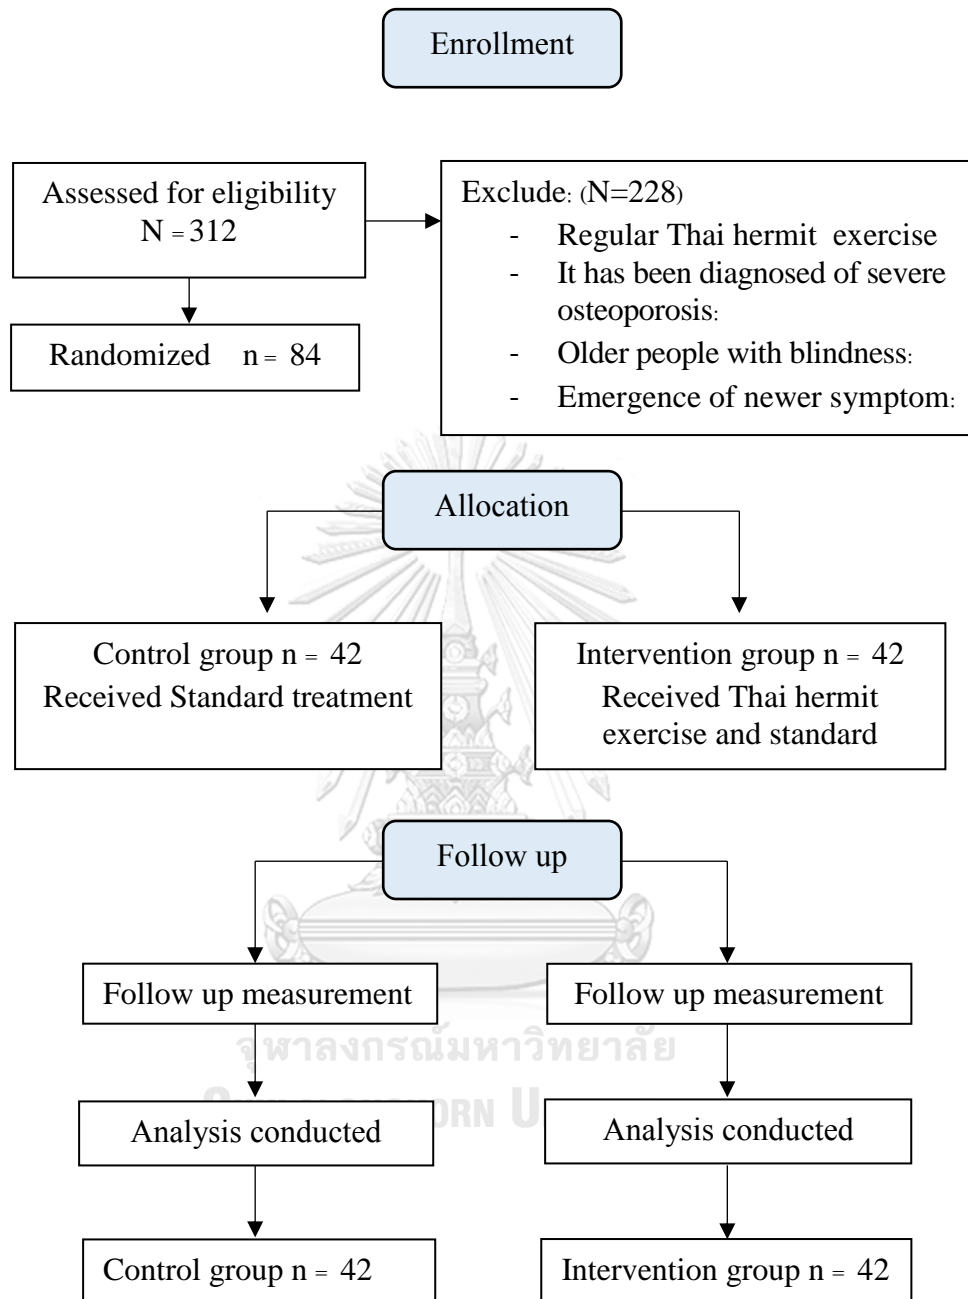 Enrollment
Assessed for eligibility
N = 312
Exclude: (N=228)
- Regular Thai hermit exercise
- It has been diagnosed of severe
osteoporosis:
- Older people with blindness:
- Emergence of newer symptom:
Randomized n = 84
Allocation
Control group n = 42
Received Standard treatment
Intervention group n = 42
Received Thai hermit
exercise and standard
Follow up
Follow up measurement
Follow up measurement
จุฬาลงกรณ์มหาวิทยาลัย
Analysis conducted
Analysis conducted
Control group n = 42
Intervention group n = 42